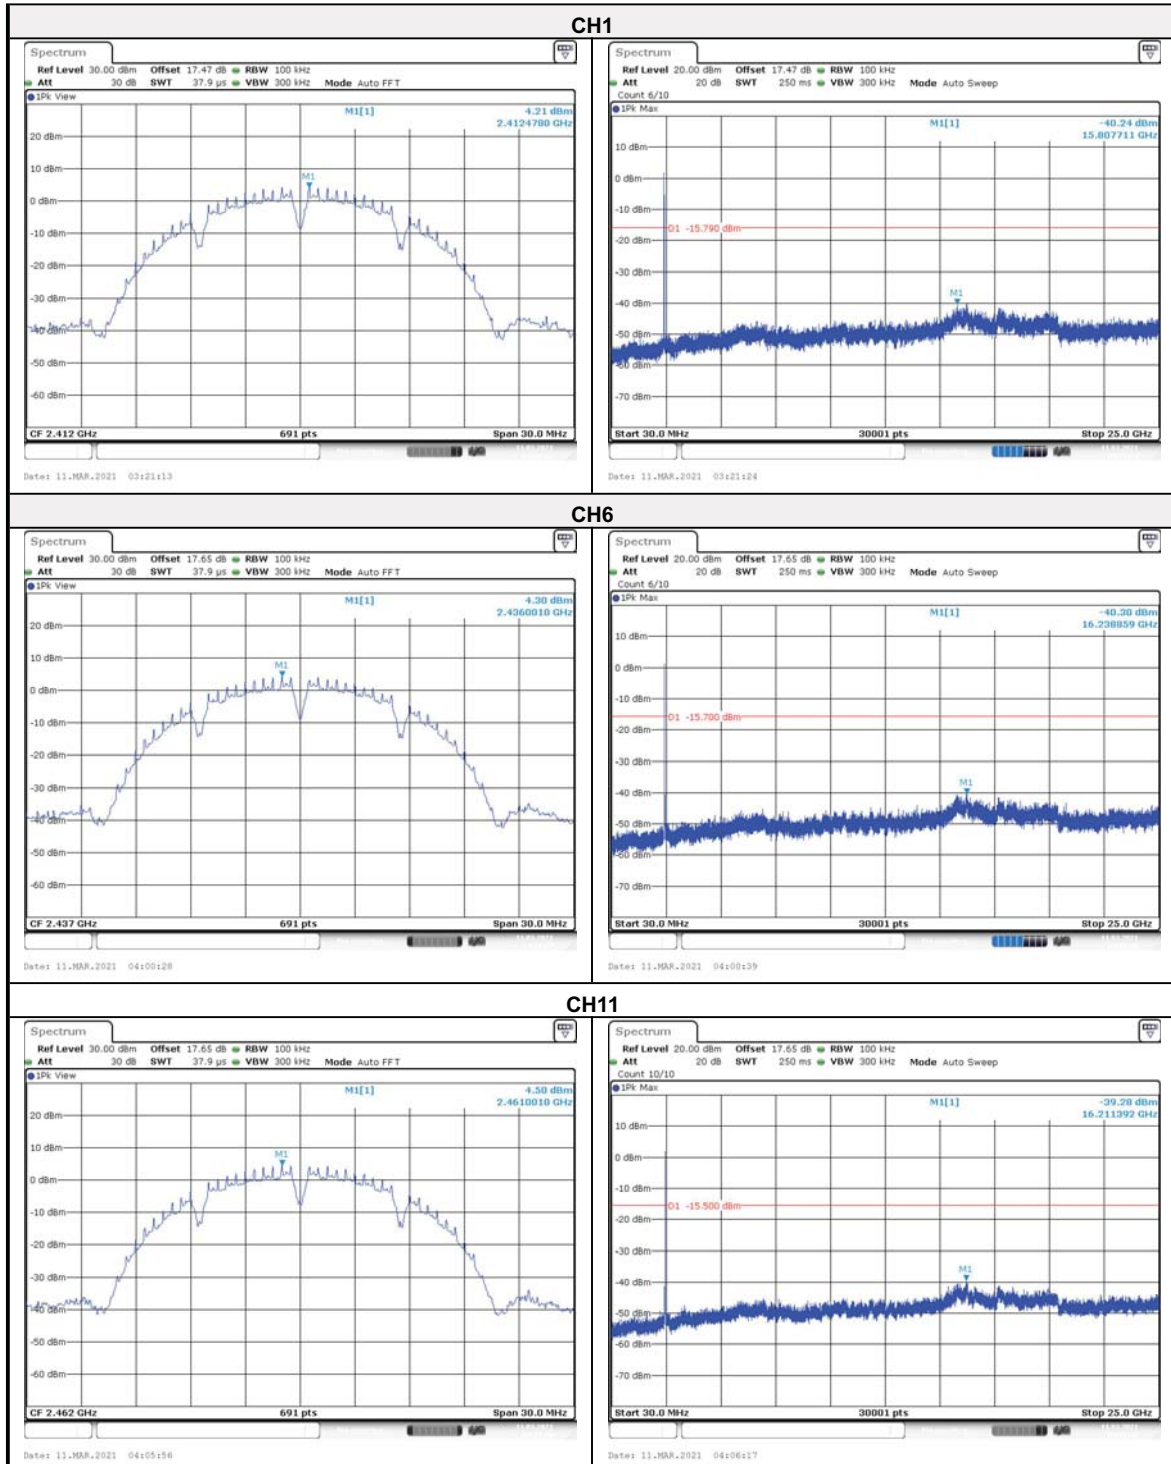 CH1
Spectrum
Ref Level 30.00 dBm Offset 17.47 dB RBW 100 kHz
Att 30 dB SWT 37.9 µs VBW 300 kHz Mode Auto FFT
1Pk View
M1[1] 4.21 dBm
2.4124780 GHz
20 dBm
10 dBm
M1
0 dBm
-10 dBm
-20 dBm
-30 dBm
-40 dBm
-50 dBm
-60 dBm
CF 2.412 GHz 691 pts Span 30.0 MHz
Date: 11.MAR.2021 03:21:13
Spectrum
Ref Level 20.00 dBm Offset 17.47 dB RBW 100 kHz
Att 20 dB SWT 250 ms VBW 300 kHz Mode Auto Sweep
Count 6/10
1Pk Max
M1[1] -40.24 dBm
15.807711 GHz
10 dBm
0 dBm
-10 dBm
D1 -15.790 dBm
-20 dBm
-30 dBm
M1
-40 dBm
-50 dBm
-60 dBm
-70 dBm
Start 30.0 MHz 30001 pts Stop 25.0 GHz
Date: 11.MAR.2021 03:21:24
CH6
Spectrum
Ref Level 30.00 dBm Offset 17.65 dB RBW 100 kHz
Att 30 dB SWT 37.9 µs VBW 300 kHz Mode Auto FFT
1Pk View
M1[1] 4.30 dBm
2.4360010 GHz
20 dBm
10 dBm
M1
0 dBm
-10 dBm
-20 dBm
-30 dBm
-40 dBm
-50 dBm
-60 dBm
CF 2.437 GHz 691 pts Span 30.0 MHz
Date: 11.MAR.2021 04:00:28
Spectrum
Ref Level 20.00 dBm Offset 17.65 dB RBW 100 kHz
Att 20 dB SWT 250 ms VBW 300 kHz Mode Auto Sweep
Count 6/10
1Pk Max
M1[1] -40.30 dBm
16.238859 GHz
10 dBm
0 dBm
-10 dBm
D1 -15.700 dBm
-20 dBm
-30 dBm
M1
-40 dBm
-50 dBm
-60 dBm
-70 dBm
Start 30.0 MHz 30001 pts Stop 25.0 GHz
Date: 11.MAR.2021 04:00:39
CH11
Spectrum
Ref Level 30.00 dBm Offset 17.65 dB RBW 100 kHz
Att 30 dB SWT 37.9 µs VBW 300 kHz Mode Auto FFT
1Pk View
M1[1] 4.50 dBm
2.4610010 GHz
20 dBm
10 dBm
M1
0 dBm
-10 dBm
-20 dBm
-30 dBm
-40 dBm
-50 dBm
-60 dBm
CF 2.462 GHz 691 pts Span 30.0 MHz
Date: 11.MAR.2021 04:05:56
Spectrum
Ref Level 20.00 dBm Offset 17.65 dB RBW 100 kHz
Att 20 dB SWT 250 ms VBW 300 kHz Mode Auto Sweep
Count 10/10
1Pk Max
M1[1] -39.28 dBm
16.211392 GHz
10 dBm
0 dBm
-10 dBm
D1 -15.500 dBm
-20 dBm
-30 dBm
M1
-40 dBm
-50 dBm
-60 dBm
-70 dBm
Start 30.0 MHz 30001 pts Stop 25.0 GHz
Date: 11.MAR.2021 04:06:17